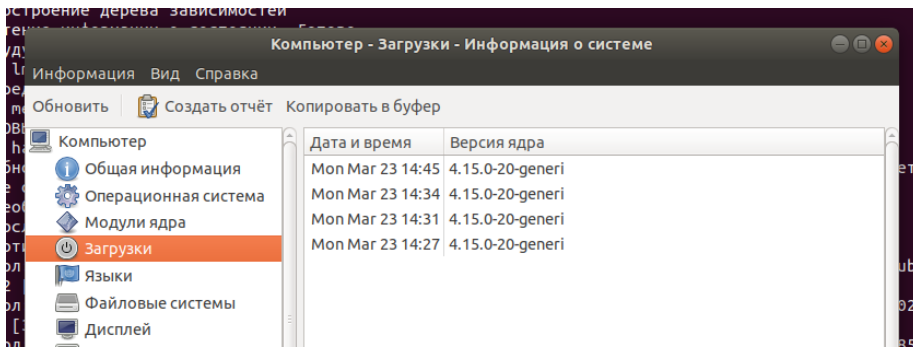 остроение дерева зависимостей
Компьютер - Загрузки - Информация о системе
Информация Вид Справка
Обновить Создать отчёт Копировать в буфер
Компьютер
Общая информация
Операционная система
Модули ядра
Загрузки
Языки
Файловые системы
Дисплей
Дата и время Версия ядра
Mon Mar 23 14:45 4.15.0-20-generi
Mon Mar 23 14:34 4.15.0-20-generi
Mon Mar 23 14:31 4.15.0-20-generi
Mon Mar 23 14:27 4.15.0-20-generi